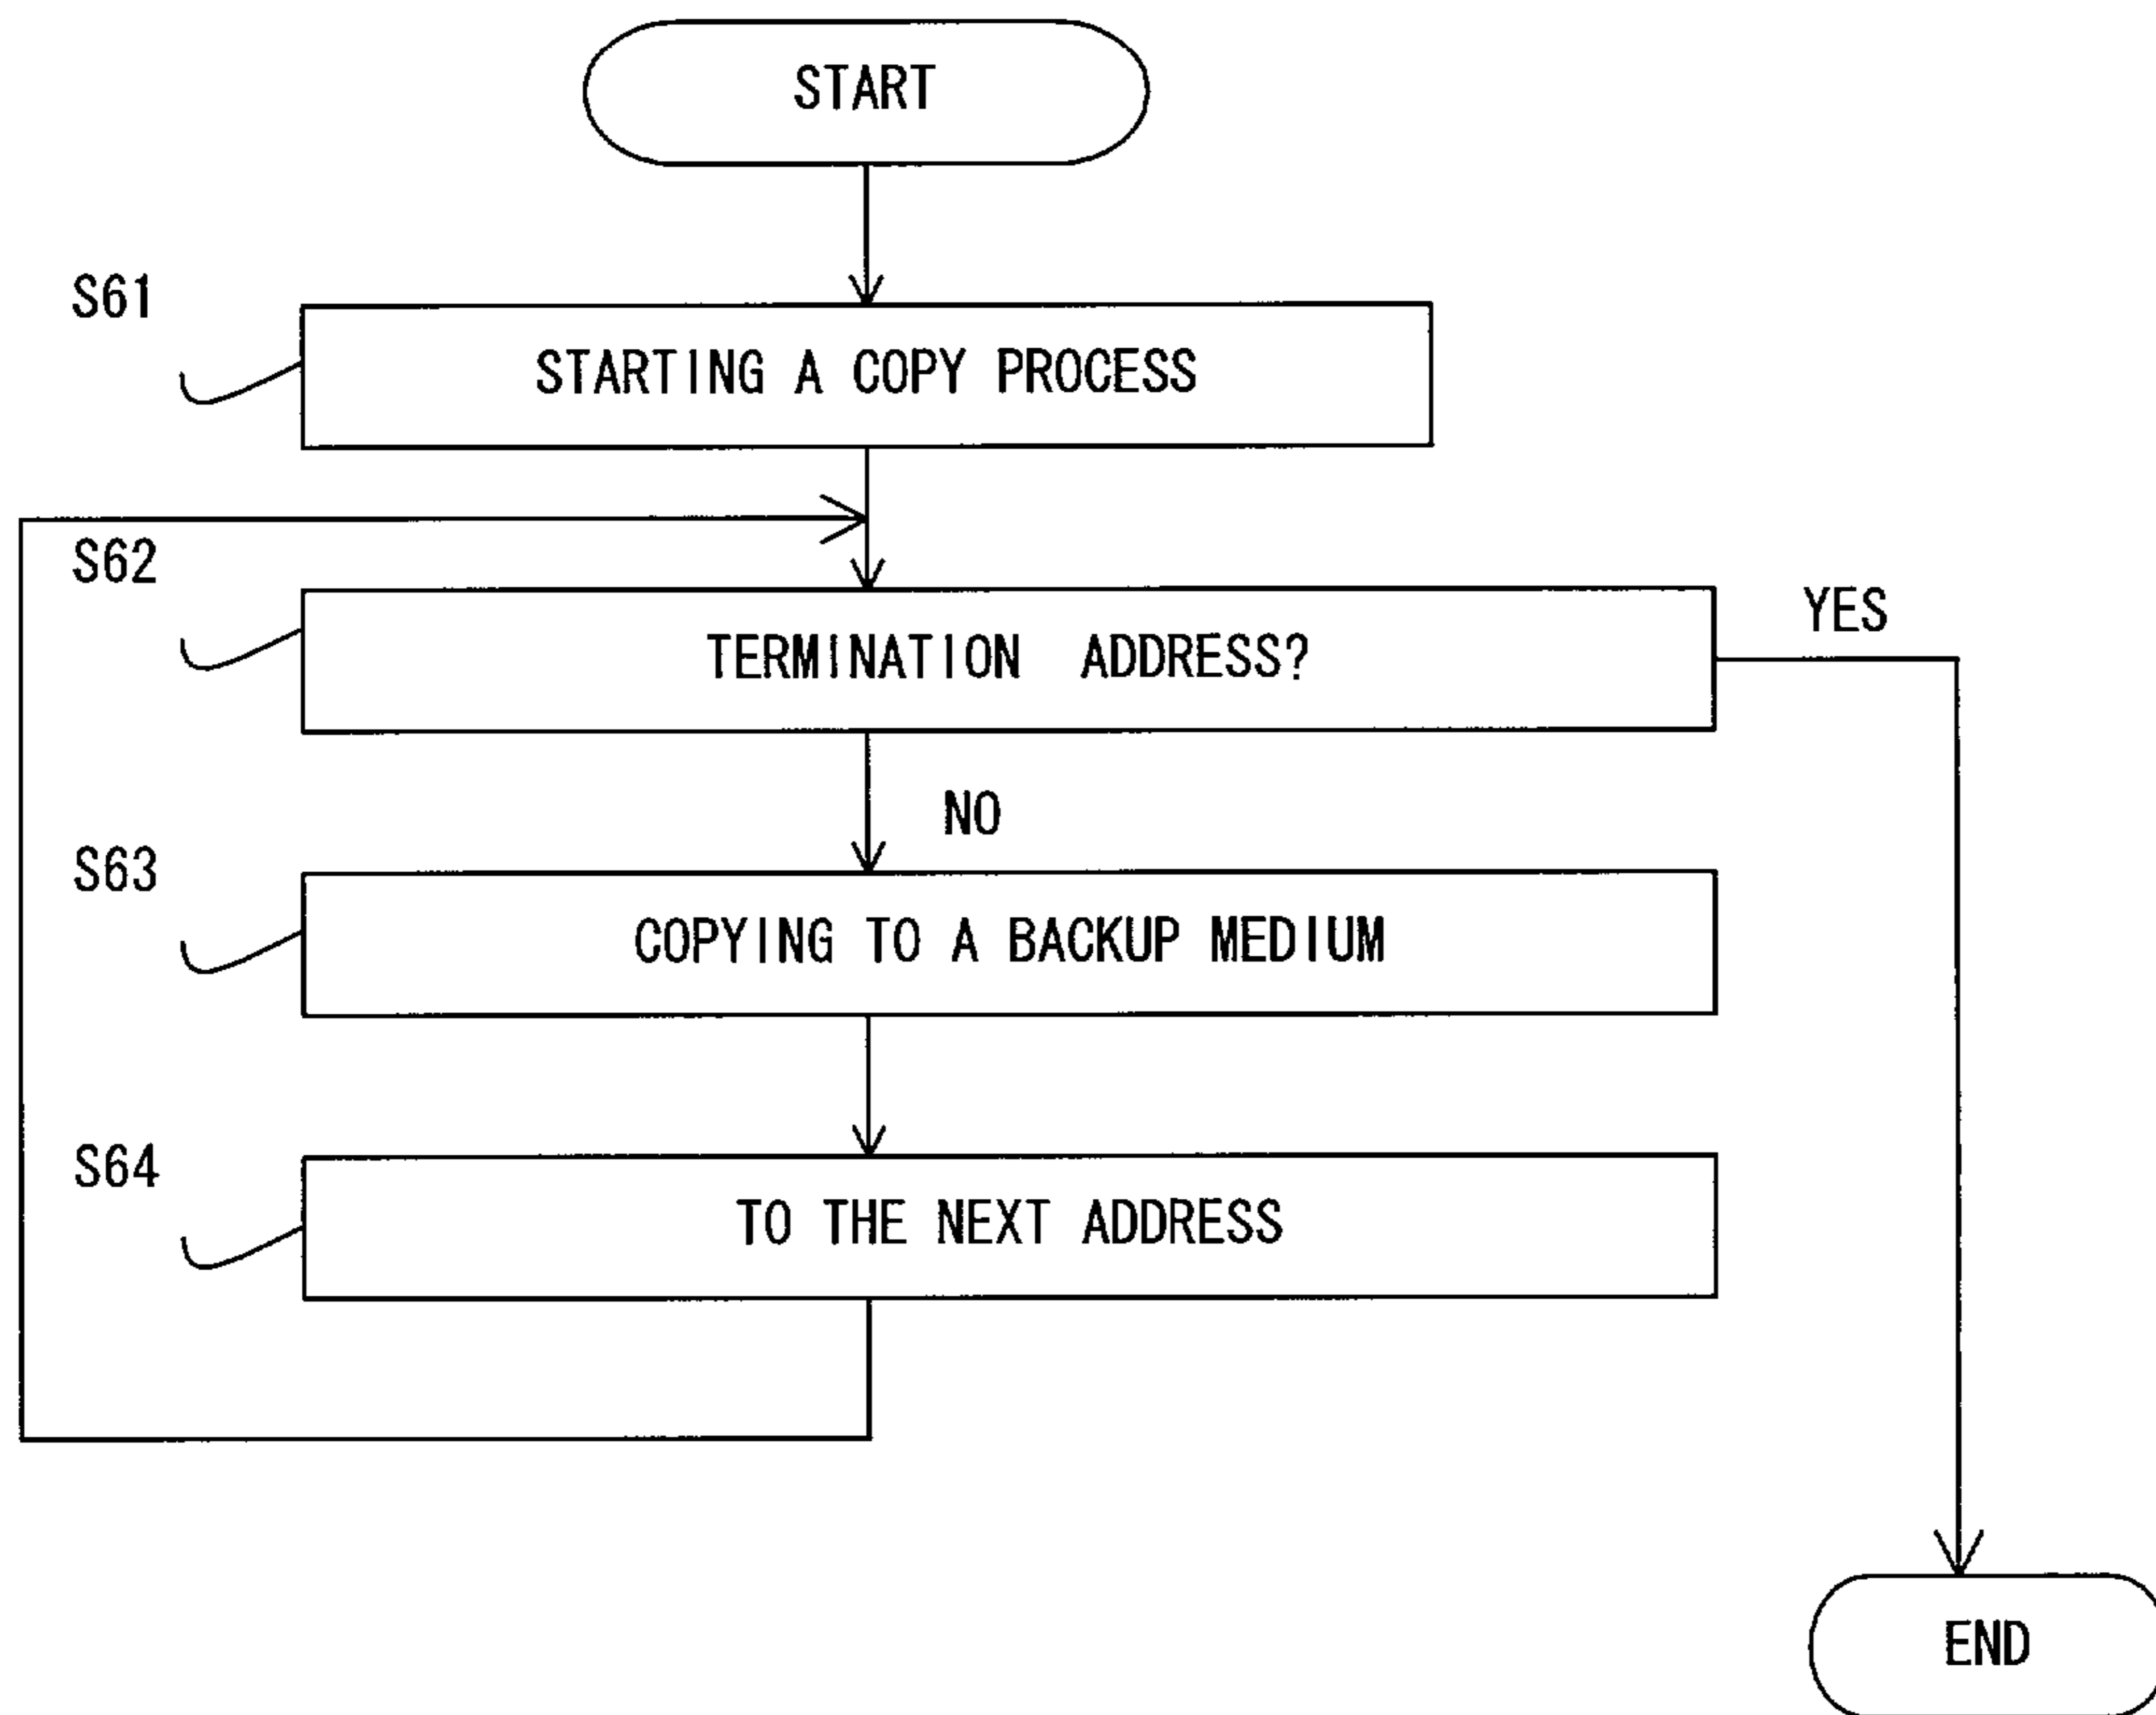 START
S61
STARTING A COPY PROCESS
S62
TERMINATION ADDRESS?
YES
NO
S63
COPYING TO A BACKUP MEDIUM
S64
TO THE NEXT ADDRESS
END